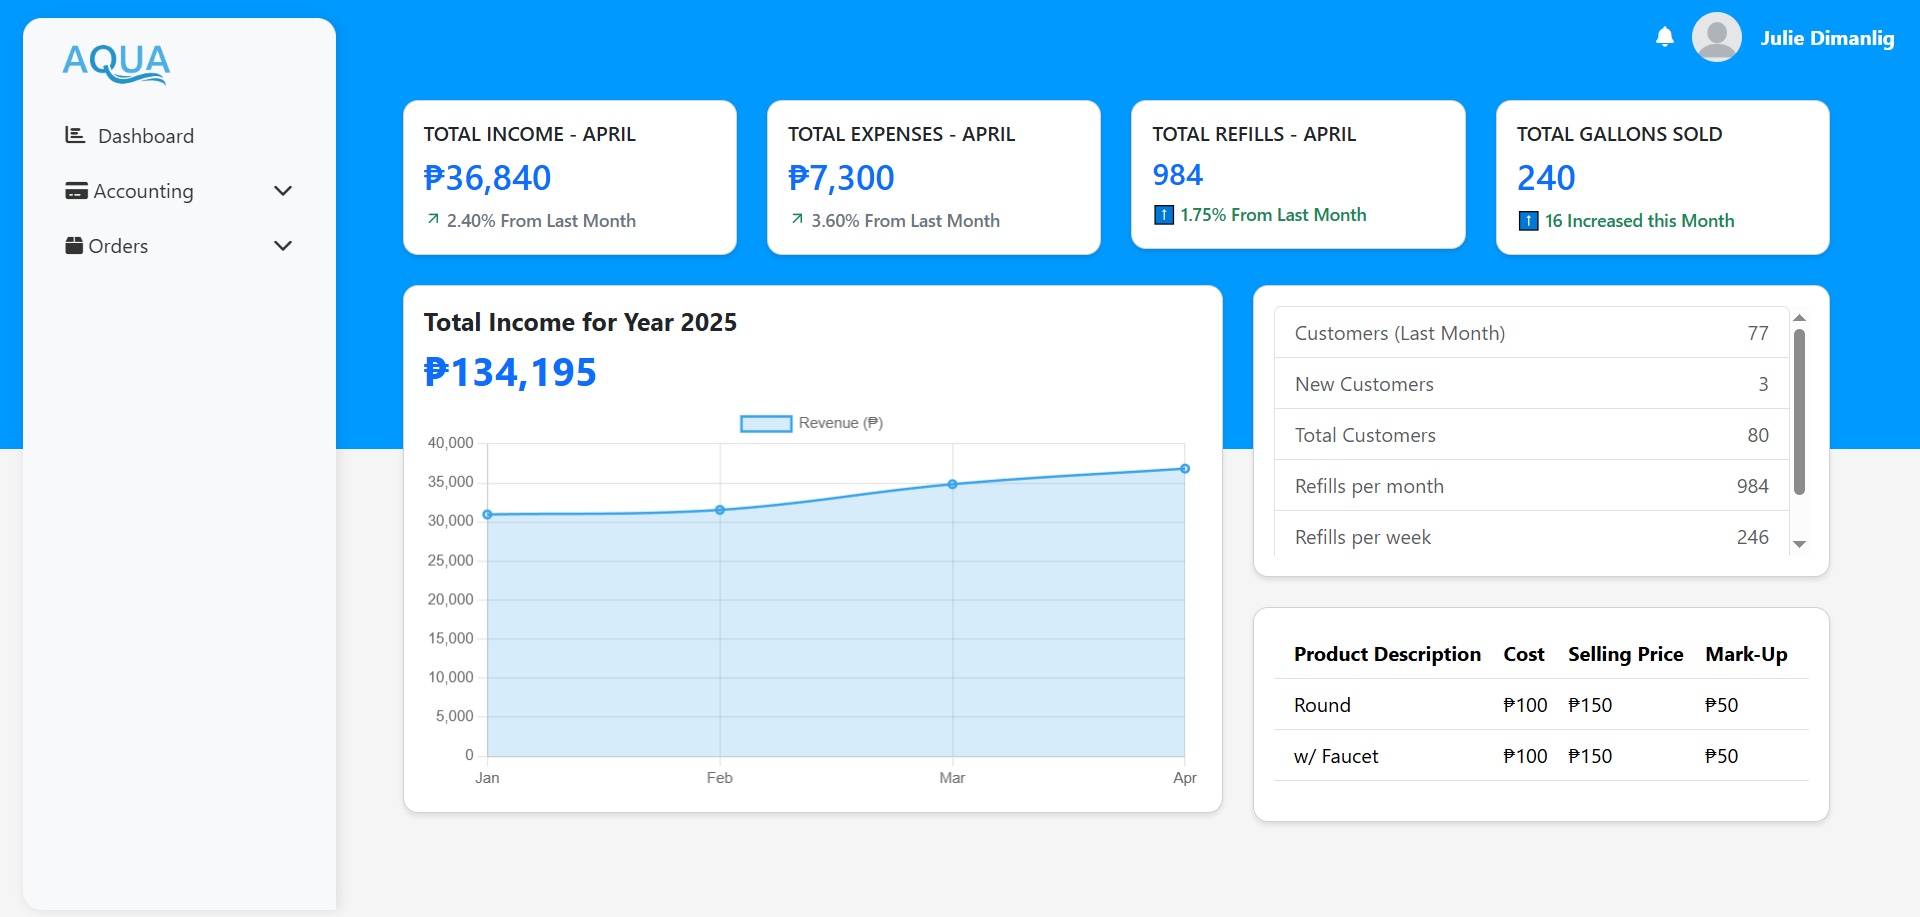 AQUA
Julie Dimanlig
Dashboard
Accounting
Orders
TOTAL INCOME - APRIL
₱36,840
2.40% From Last Month
TOTAL EXPENSES - APRIL
₱7,300
3.60% From Last Month
TOTAL REFILLS - APRIL
984
⬆ 1.75% From Last Month
TOTAL GALLONS SOLD
240
⬆ 16 Increased this Month
Total Income for Year 2025
₱134,195
Revenue (₱)
40,000
35,000
30,000
25,000
20,000
15,000
10,000
5,000
0
Jan Feb Mar Apr
Customers (Last Month) 77
New Customers 3
Total Customers 80
Refills per month 984
Refills per week 246
Product Description Cost Selling Price Mark-Up
Round ₱100 ₱150 ₱50
w/ Faucet ₱100 ₱150 ₱50